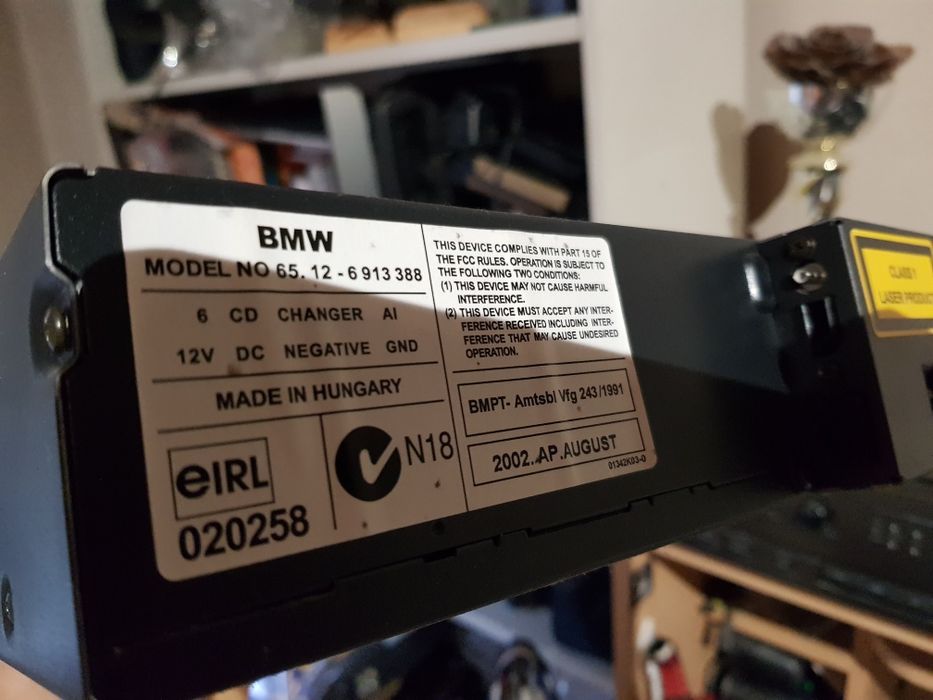 BMW
MODEL NO 65. 12 - 6 913 388
6 CD CHANGER AI
12V DC NEGATIVE GND
MADE IN HUNGARY
eIRL
020258
N18
THIS DEVICE COMPLIES WITH PART 15 OF
THE FCC RULES. OPERATION IS SUBJECT TO
THE FOLLOWING TWO CONDITIONS:
(1) THIS DEVICE MAY NOT CAUSE HARMFUL
INTERFERENCE.
(2) THIS DEVICE MUST ACCEPT ANY INTER-
FERENCE RECEIVED INCLUDING INTER-
FERENCE THAT MAY CAUSE UNDESIRED
OPERATION.
BMPT- Amtsbl Vfg 243/1991
2002. AP. AUGUST
01342K03-0
CLASS 1
LASER PRODUCT